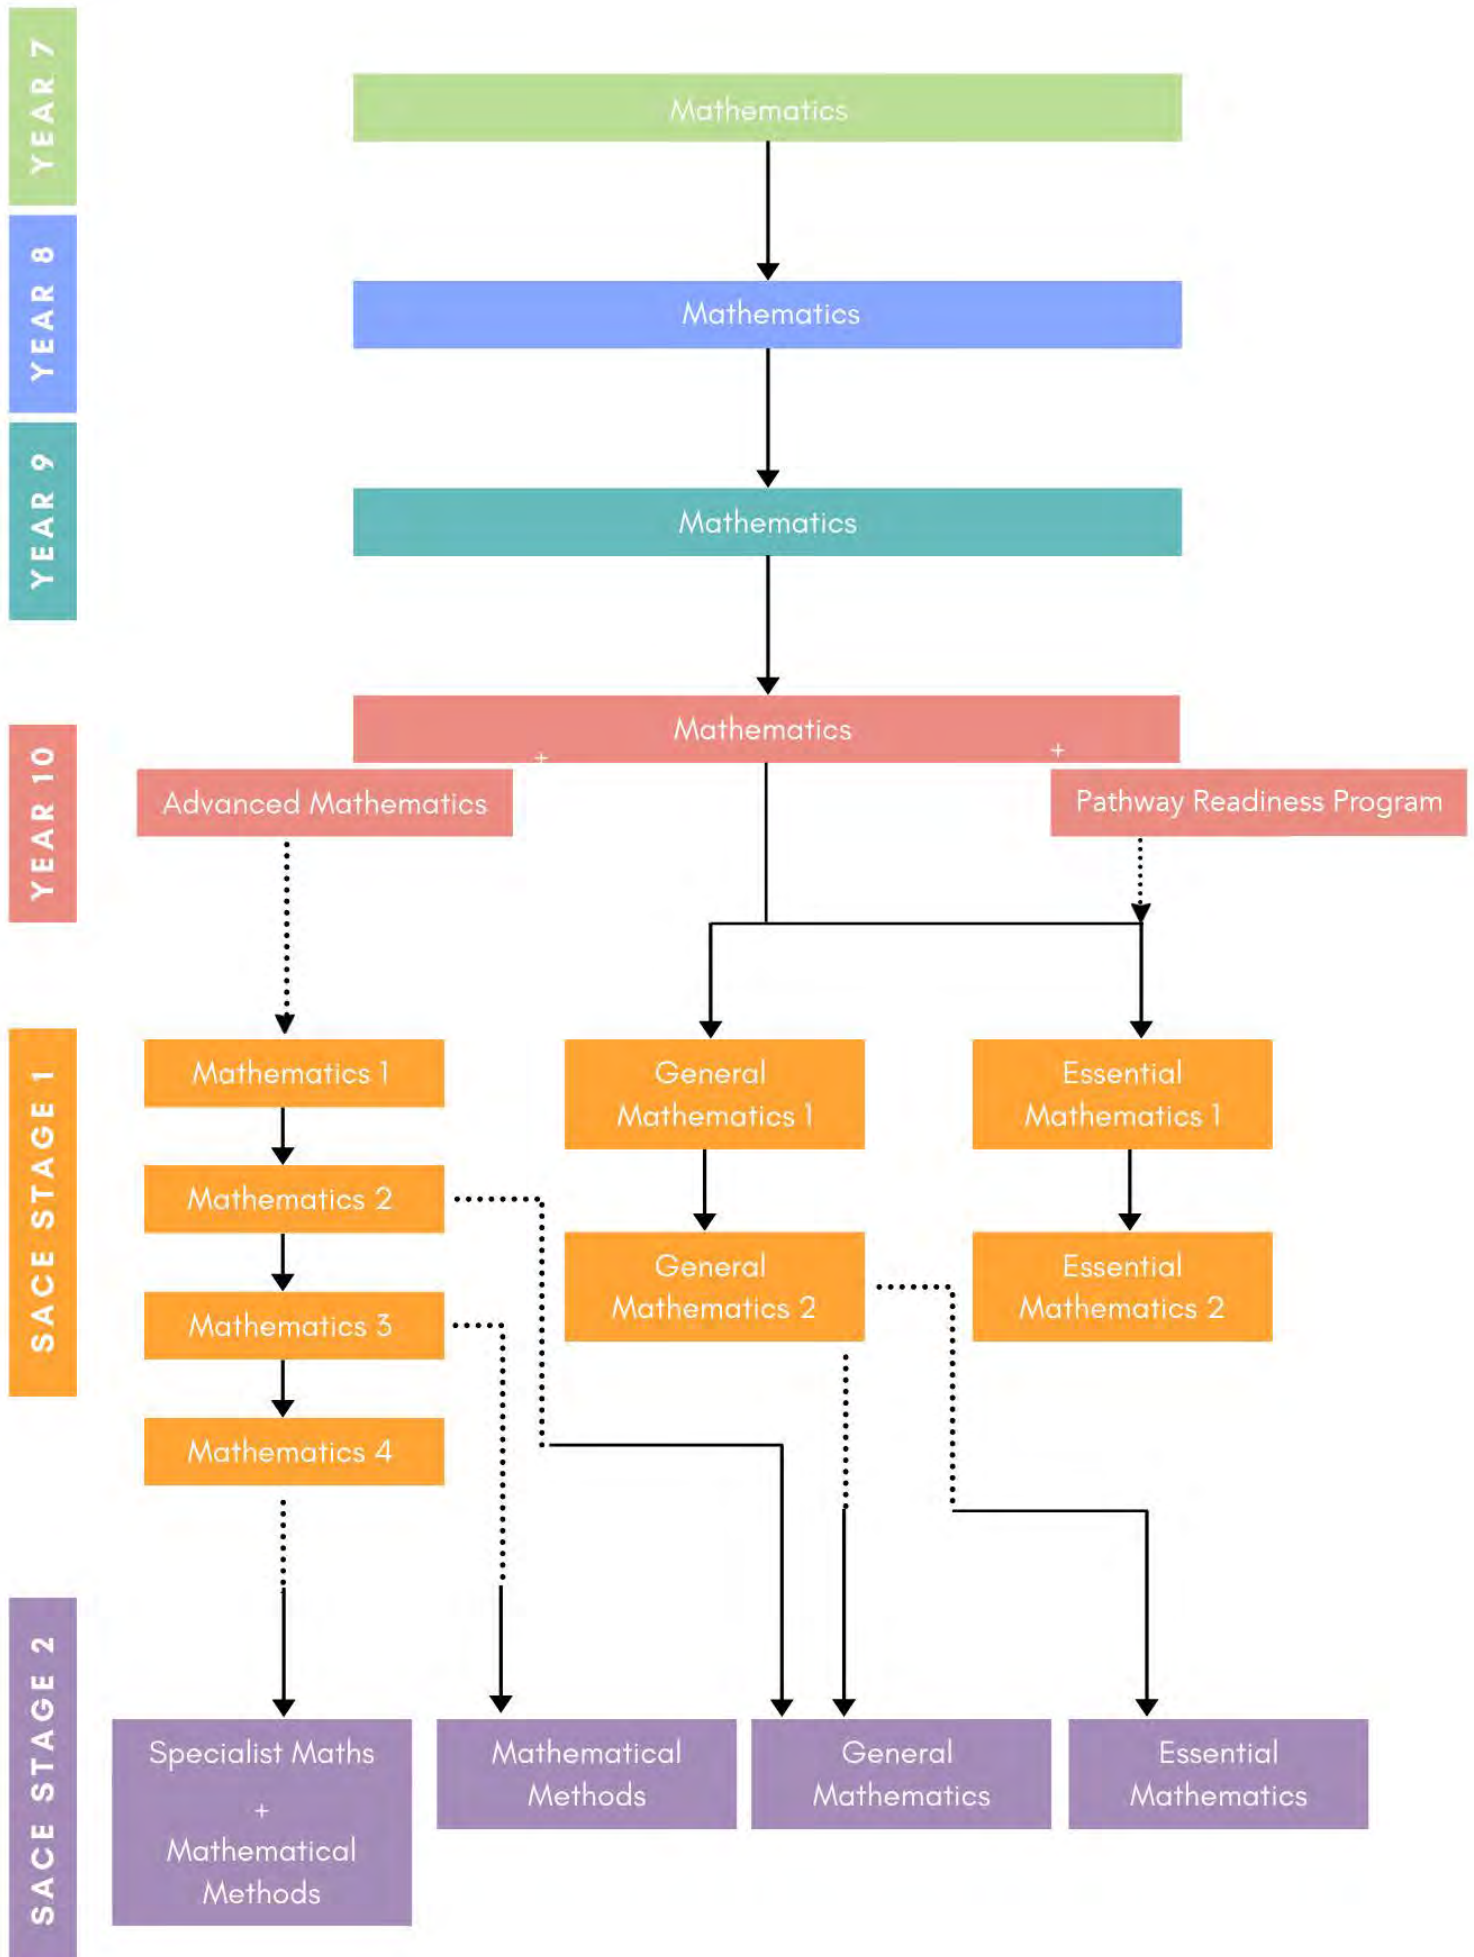 YEAR 7
Mathematics
YEAR 8
Mathematics
YEAR 9
Mathematics
YEAR 10
Mathematics
+
+
Advanced Mathematics
Pathway Readiness Program
SACE STAGE 1
Mathematics 1
General
Mathematics 1
Essential
Mathematics 1
Mathematics 2
General
Mathematics 2
Essential
Mathematics 2
Mathematics 3
Mathematics 4
SACE STAGE 2
Specialist Maths
+
Mathematical
Methods
Mathematical
Methods
General
Mathematics
Essential
Mathematics